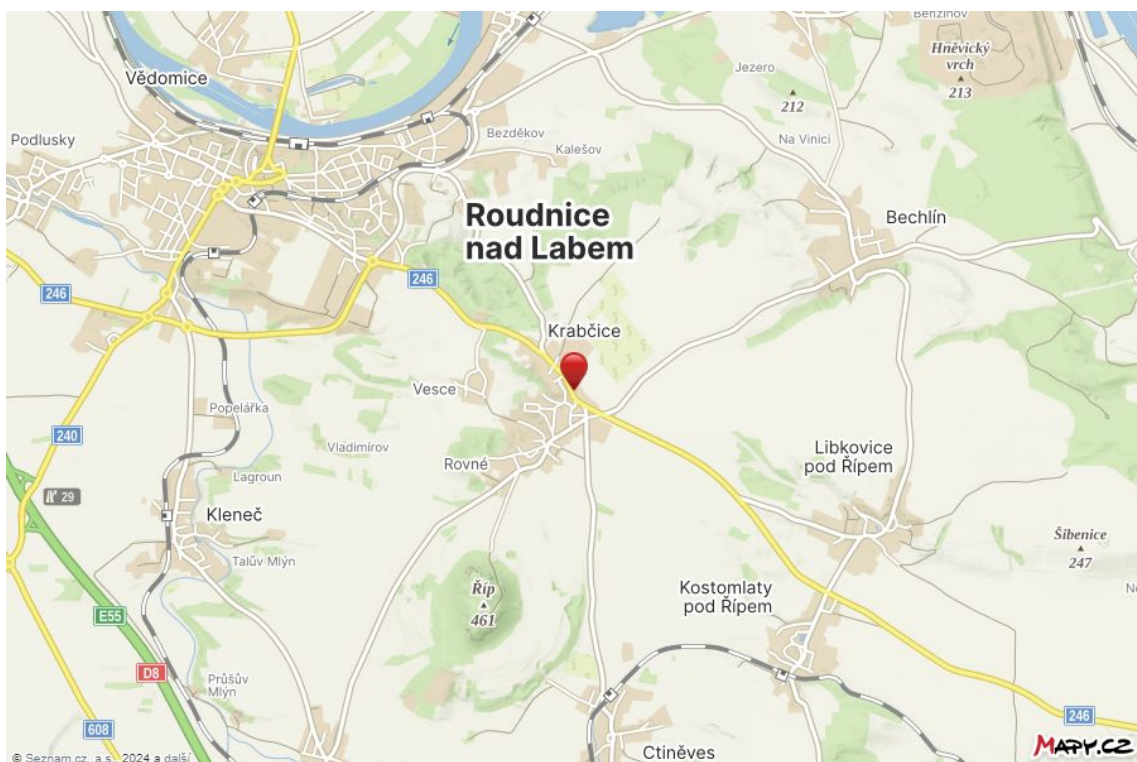 Benzinov
Hněvický
vrch
213
Jezero
212
Vědomice
Podlusky
Bezděkov
Kalešov
Na Vinici
Roudnice
nad Labem
Bechlín
246
246
Krabčice
Vesce
Popelářka
240
Vladimírov
Rovné
Libkovice
pod Řípem
Lagroun
29
Kleneč
Šibenice
247
Talův Mlýn
Říp
461
Kostomlaty
pod Řípem
E55
D8
Průšův
Mlýn
608
246
Ctiněves
© Seznam.cz, a.s., 2024 a další
Mapy.cz